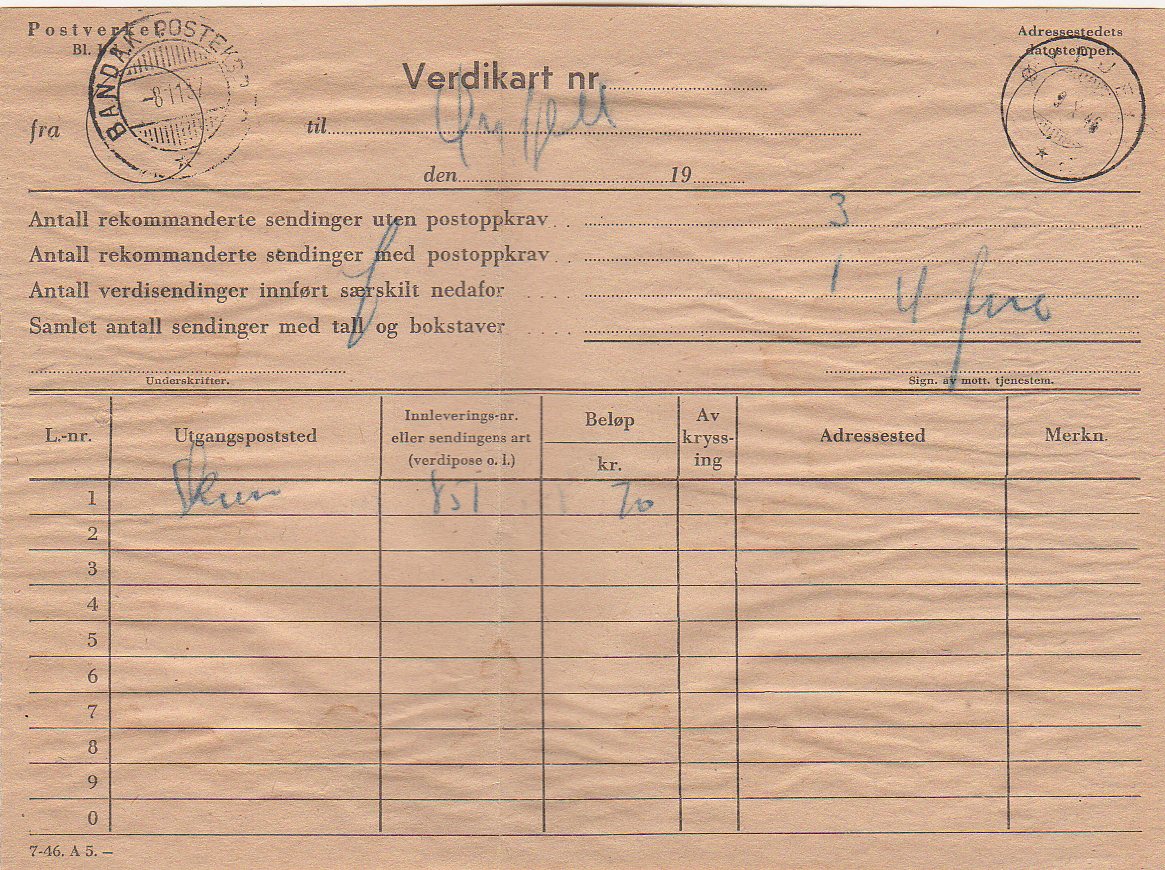 Postverket.
Bl.
BANDAK POSTEKSP
Adressestedets
datostempel.
Verdikart nr.
fra
til Øyfjell
den 19
Antall rekommanderte sendinger uten postoppkrav 3
Antall rekommanderte sendinger med postoppkrav
Antall verdisendinger innført særskilt nedafor 1
Samlet antall sendinger med tall og bokstaver 4 fire
Underskrifter.
Sign. av mott. tjenestem.
L.-nr.
Utgangspoststed
Innleverings-nr.
eller sendingens art
(verdipose o. l.)
Beløp
kr.
Av
kryss-
ing
Adressested
Merkn.
1 851 70
2
3
4
5
6
7
8
9
0
7-46. A 5. —